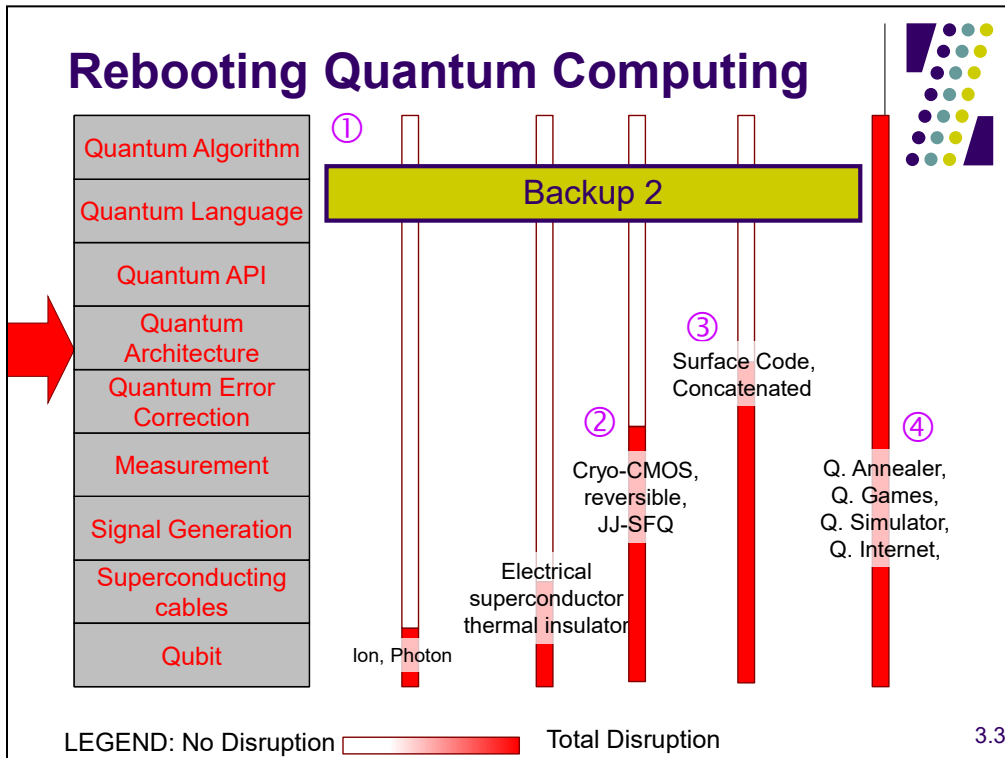 Rebooting Quantum Computing
Quantum Algorithm
Quantum Language
Quantum API
Quantum
Architecture
Quantum Error
Correction
Measurement
Signal Generation
Superconducting
cables
Qubit
①
Backup 2
③
Surface Code,
Concatenated
②
Cryo-CMOS,
reversible,
JJ-SFQ
④
Q. Annealer,
Q. Games,
Q. Simulator,
Q. Internet,
Electrical
superconductor
thermal insulator
Ion, Photon
LEGEND: No Disruption Total Disruption
3.3